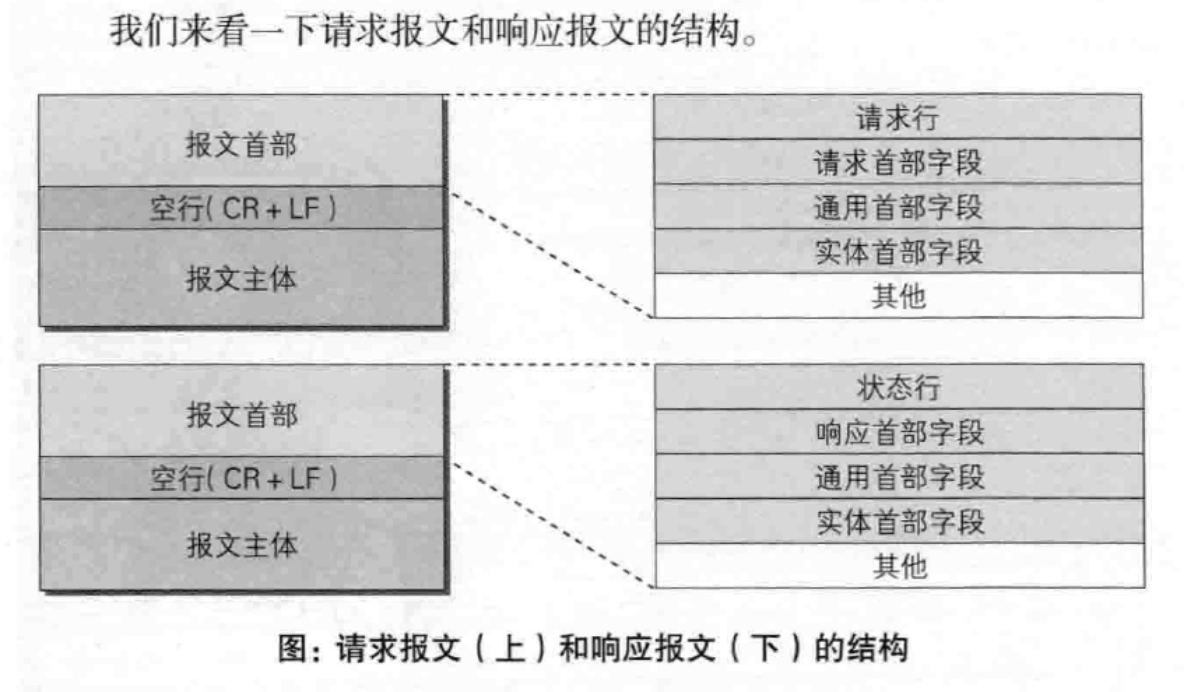 我们来看一下请求报文和响应报文的结构。
报文首部
空行( CR + LF )
报文主体
请求行
请求首部字段
通用首部字段
实体首部字段
其他
报文首部
空行( CR + LF )
报文主体
状态行
响应首部字段
通用首部字段
实体首部字段
其他
图：请求报文（上）和响应报文（下）的结构